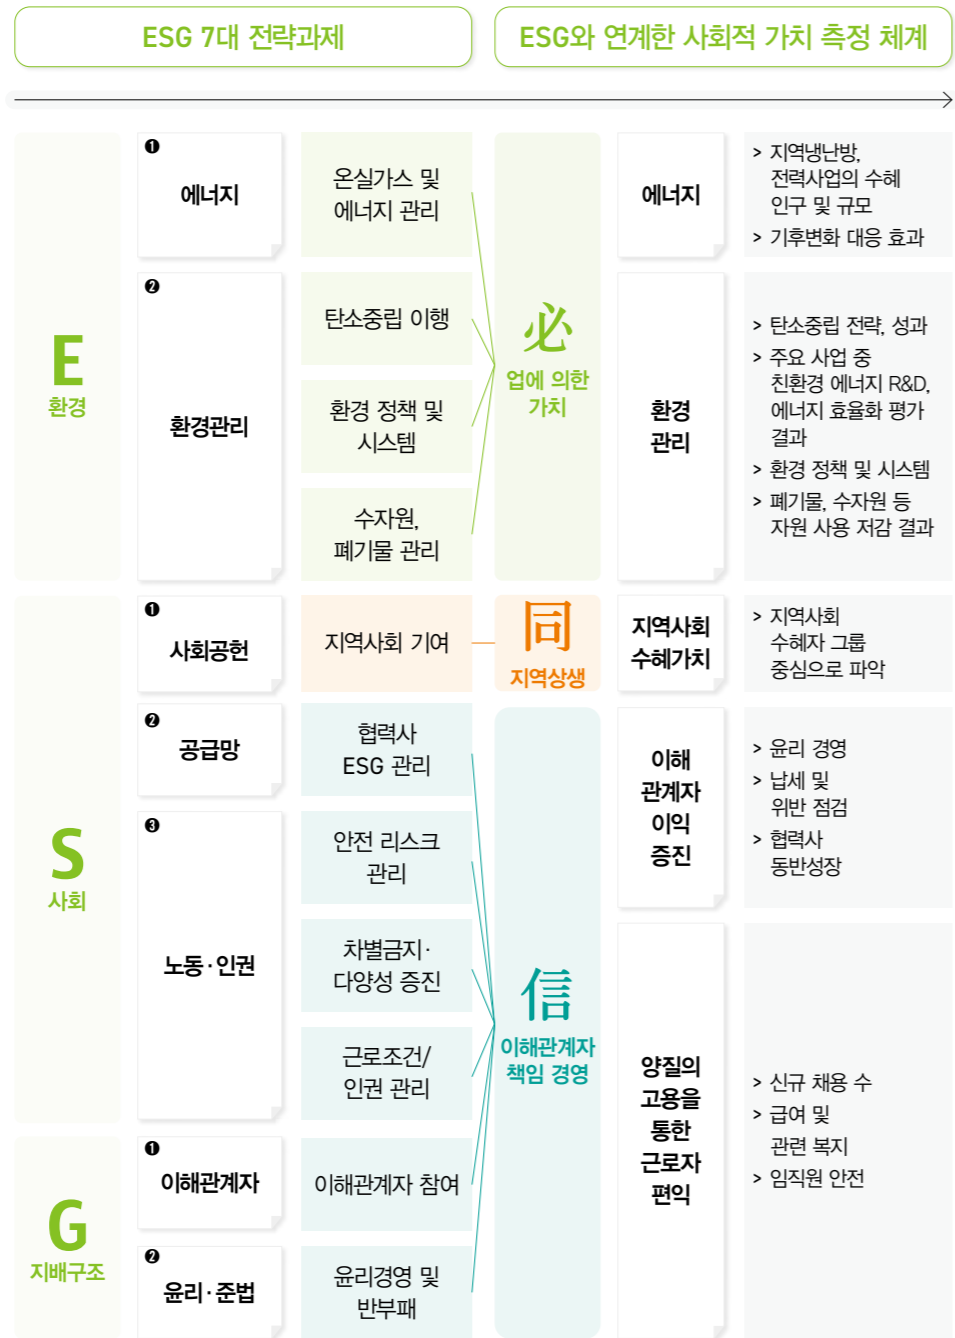 ESG 7대 전략과제
ESG와 연계한 사회적 가치 측정 체계
E
환경
❶
에너지
온실가스 및
에너지 관리
❷
환경관리
탄소중립 이행
환경 정책 및
시스템
수자원,
폐기물 관리
必
업에 의한
가치
에너지
> 지역냉난방,
전력사업의 수혜
인구 및 규모
> 기후변화 대응 효과
환경
관리
> 탄소중립 전략, 성과
> 주요 사업 중
친환경 에너지 R&D,
에너지 효율화 평가
결과
> 환경 정책 및 시스템
> 폐기물, 수자원 등
자원 사용 저감 결과
S
사회
❶
사회공헌
지역사회 기여
同
지역상생
지역사회
수혜가치
> 지역사회
수혜자 그룹
중심으로 파악
❷
공급망
협력사
ESG 관리
❸
노동·인권
안전 리스크
관리
차별금지·
다양성 증진
근로조건/
인권 관리
G
지배구조
❶
이해관계자
이해관계자 참여
❷
윤리·준법
윤리경영 및
반부패
信
이해관계자
책임 경영
이해
관계자
이익
증진
> 윤리 경영
> 납세 및
위반 점검
> 협력사
동반성장
양질의
고용을
통한
근로자
편익
> 신규 채용 수
> 급여 및
관련 복지
> 임직원 안전